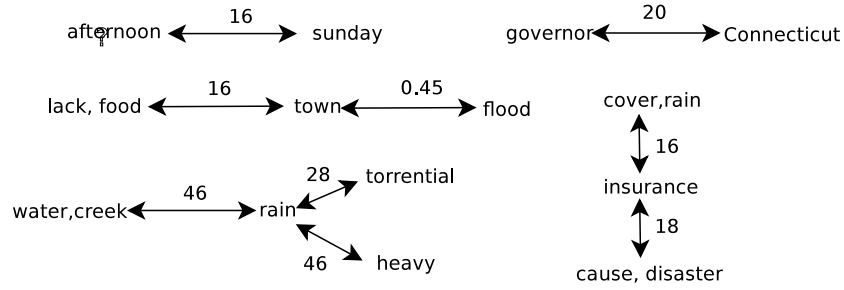 afternoon 16 sunday
governor 20 Connecticut
lack, food 16 town 0.45 flood
cover,rain
16
insurance
18
cause, disaster
water,creek 46 rain
28 torrential
46 heavy